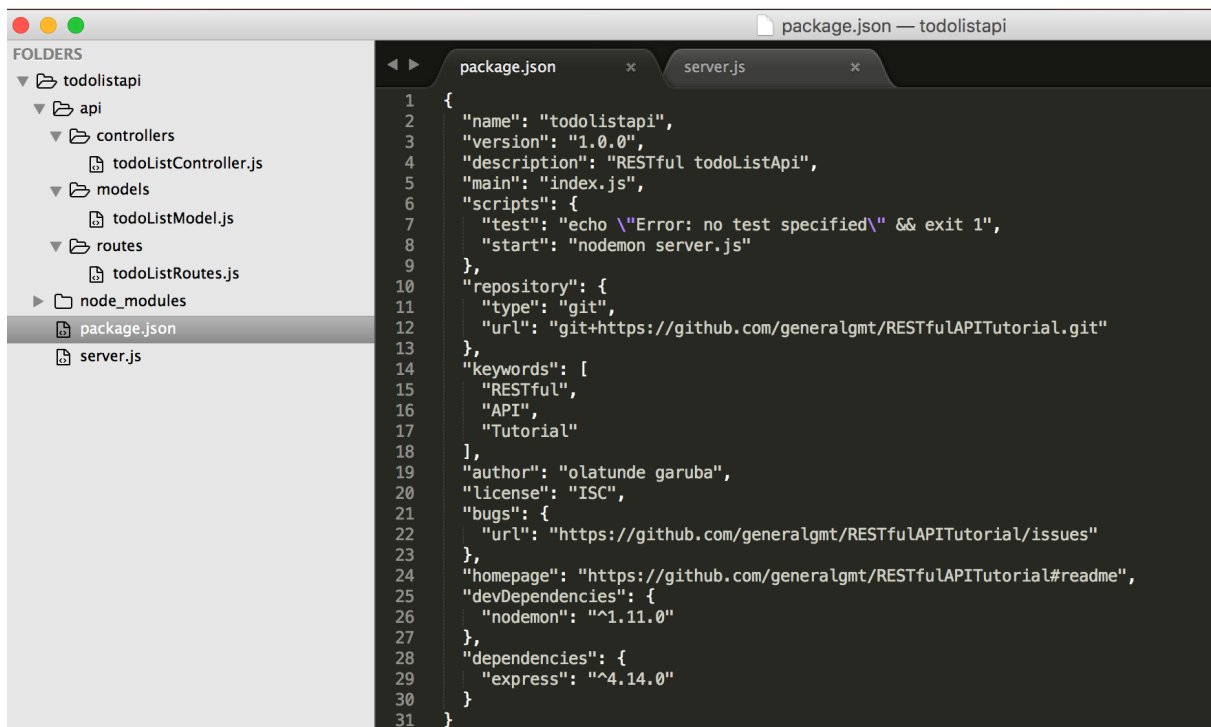 package.json — todolistapi
FOLDERS
todolistapi
api
controllers
todoListController.js
models
todoListModel.js
routes
todoListRoutes.js
node_modules
package.json
server.js
package.json × server.js ×
1 {
2 "name": "todolistapi",
3 "version": "1.0.0",
4 "description": "RESTful todoListApi",
5 "main": "index.js",
6 "scripts": {
7 "test": "echo \"Error: no test specified\" && exit 1",
8 "start": "nodemon server.js"
9 },
10 "repository": {
11 "type": "git",
12 "url": "git+https://github.com/generalgmt/RESTfulAPITutorial.git"
13 },
14 "keywords": [
15 "RESTful",
16 "API",
17 "Tutorial"
18 ],
19 "author": "olatunde garuba",
20 "license": "ISC",
21 "bugs": {
22 "url": "https://github.com/generalgmt/RESTfulAPITutorial/issues"
23 },
24 "homepage": "https://github.com/generalgmt/RESTfulAPITutorial#readme",
25 "devDependencies": {
26 "nodemon": "^1.11.0"
27 },
28 "dependencies": {
29 "express": "^4.14.0"
30 }
31 }